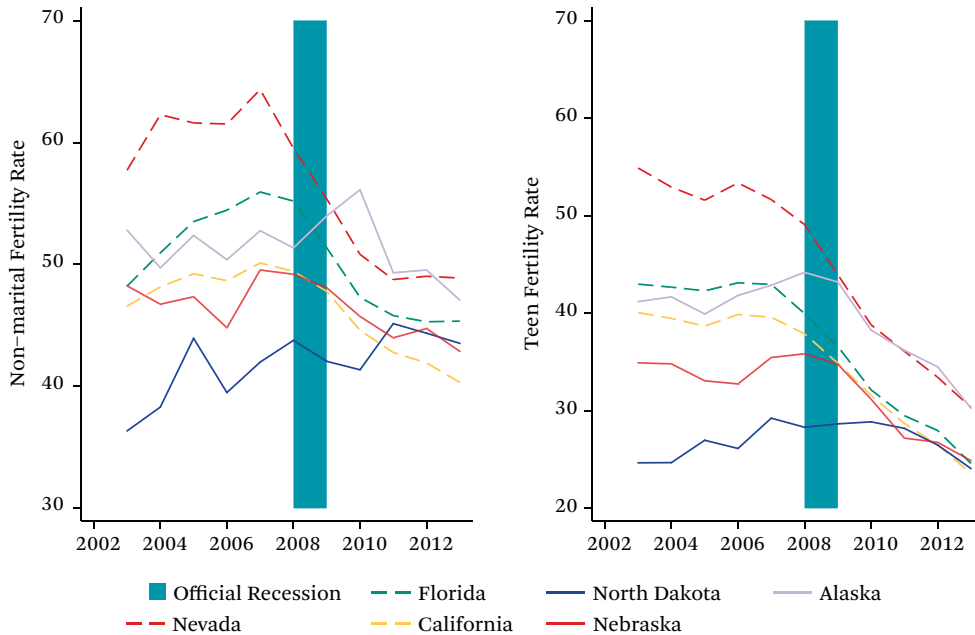 70
60
50
40
30
Non–marital Fertility Rate
2002 2004 2006 2008 2010 2012
70
60
50
40
30
20
Teen Fertility Rate
2002 2004 2006 2008 2010 2012
Official Recession Florida North Dakota Alaska
Nevada California Nebraska